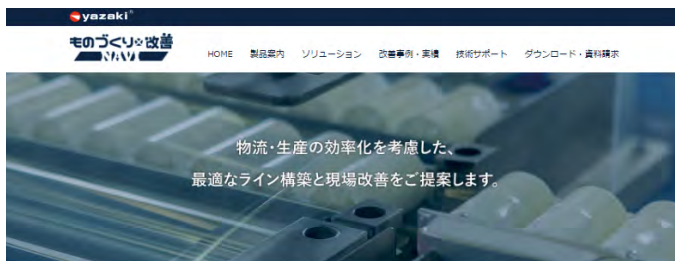 yazaki
ものづくり改善
NAVI
HOME 製品案内 ソリューション 改善事例・実績 技術サポート ダウンロード・資料請求
物流・生産の効率化を考慮した、
最適なライン構築と現場改善をご提案します。